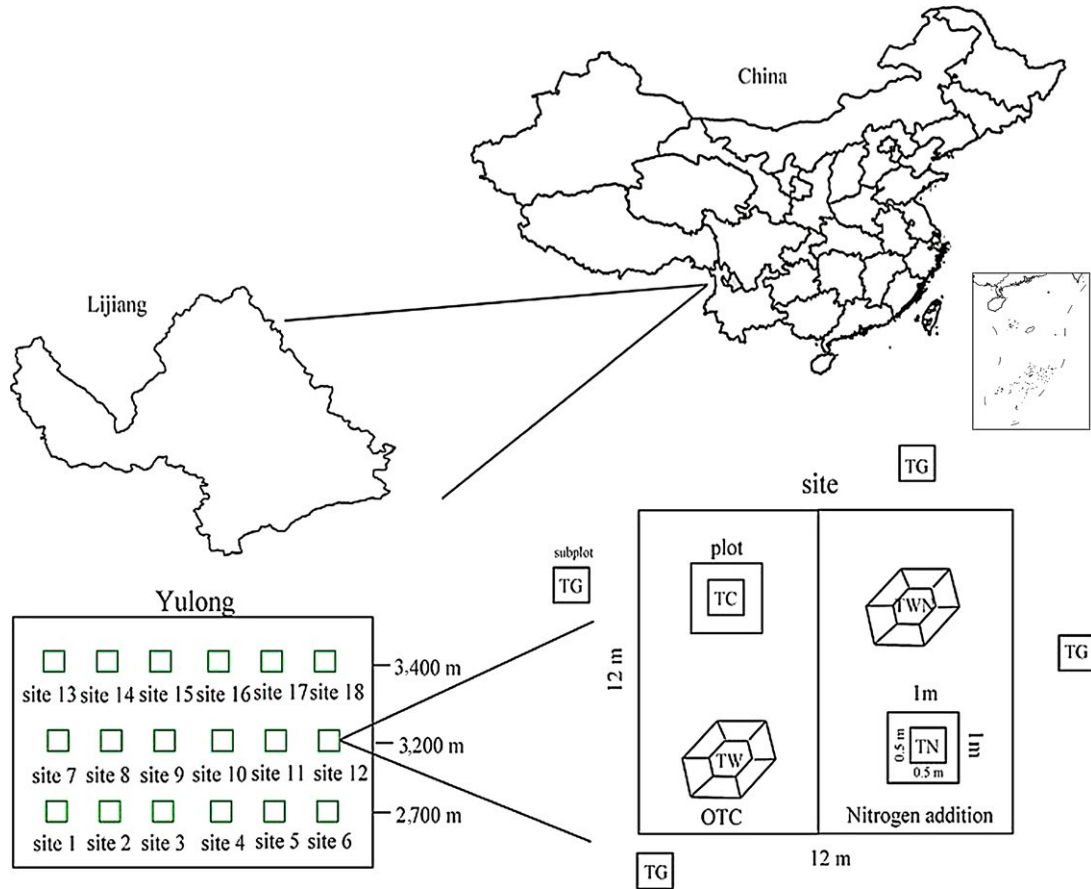 China
Lijiang
TG
site
subplot
plot
TG
TC
TWN
Yulong
3,400 m
TG
site 13 site 14 site 15 site 16 site 17 site 18
12 m
1m
3,200 m
TW
0.5 m
TN
1m
0.5 m
site 7 site 8 site 9 site 10 site 11 site 12
2,700 m
OTC
Nitrogen addition
site 1 site 2 site 3 site 4 site 5 site 6
12 m
TG